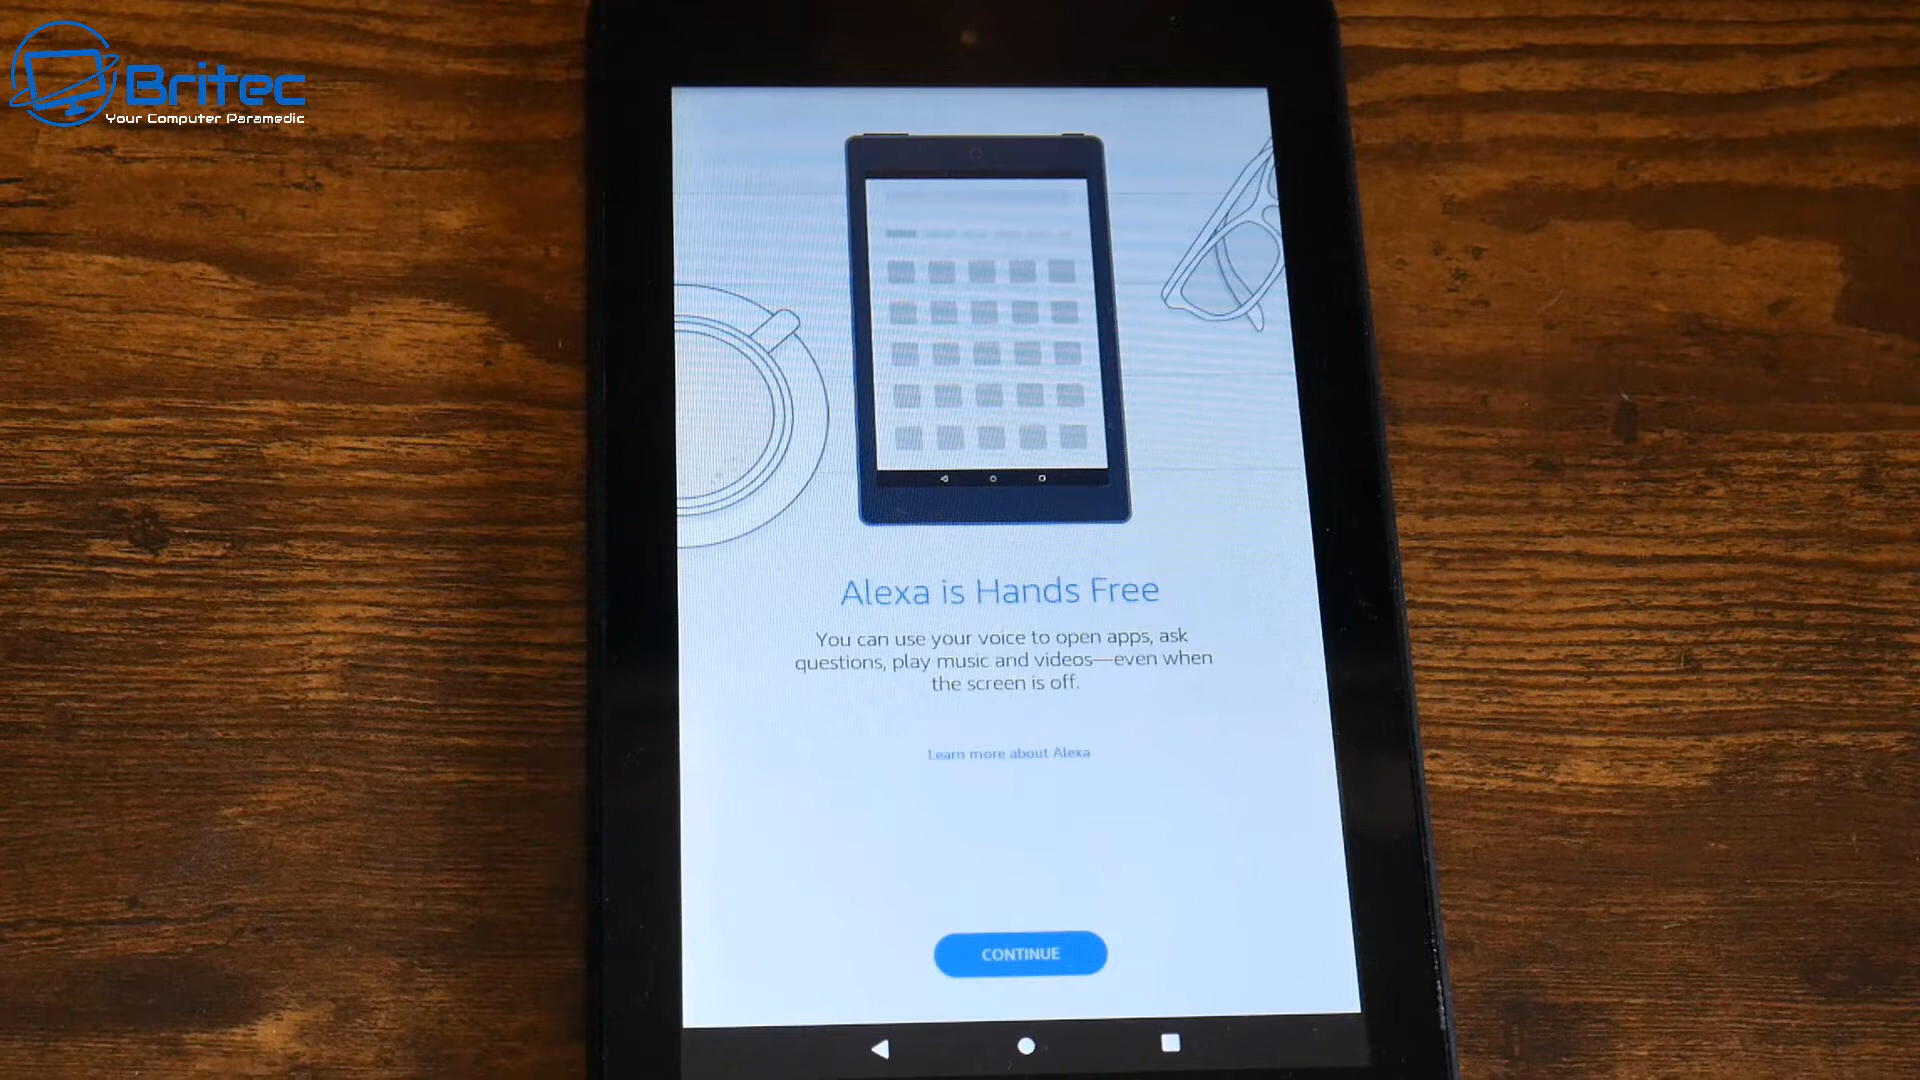 Britec
Your Computer Paramedic
Alexa is Hands Free
You can use your voice to open apps, ask
questions, play music and videos—even when
the screen is off.
Learn more about Alexa
CONTINUE